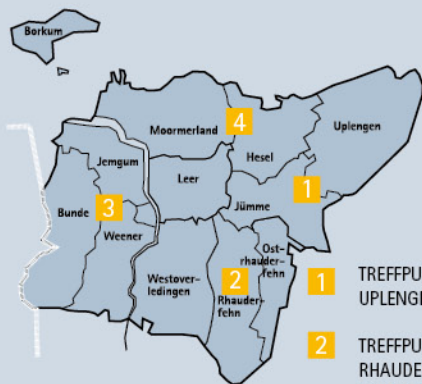 Borkum
Moormerland
4
Uplengen
Hesel
Jemgum
Leer
1
Bunde
3
Jümme
Weener
Ost-
rhauder-
fehn
Westover-
ledingen
2
Rhauder-
fehn
1
TREFFPU
UPLENG
2
TREFFPU
RHAUDE